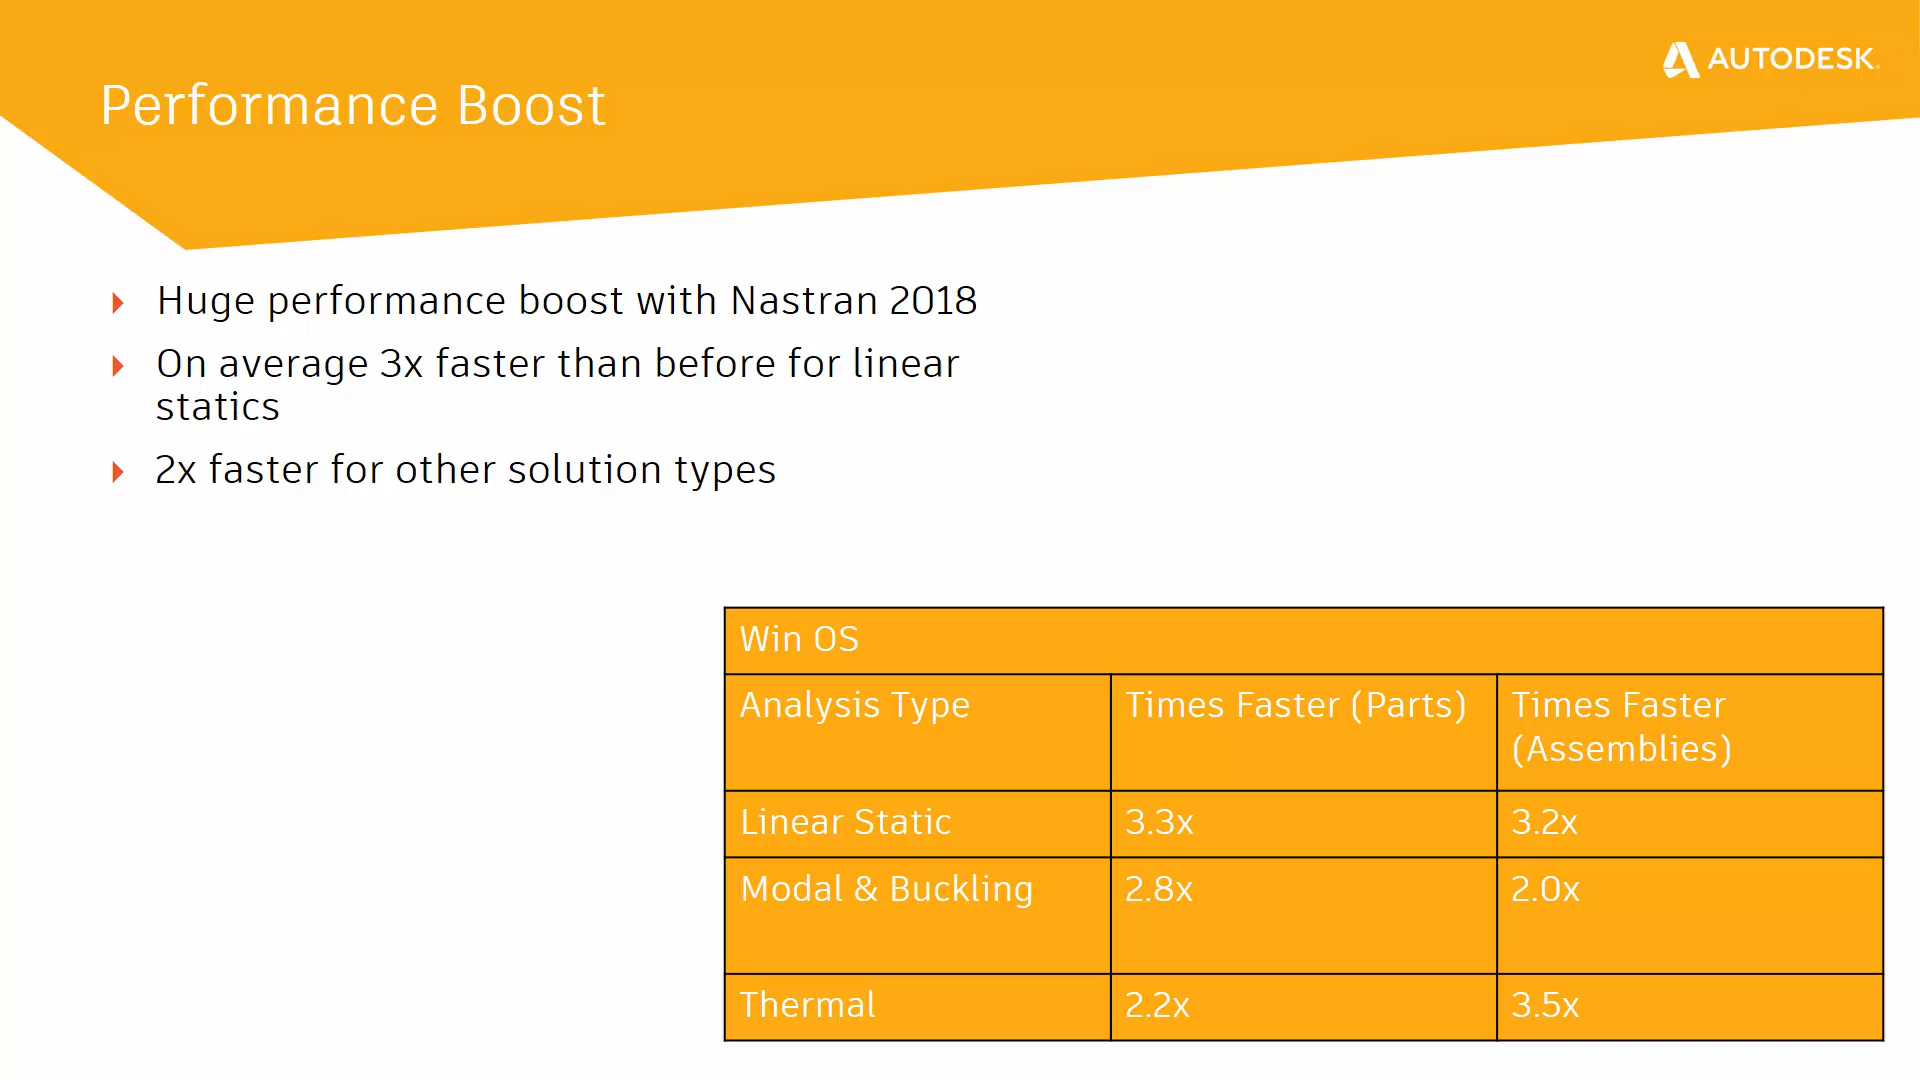 AUTODESK.
Performance Boost
Huge performance boost with Nastran 2018
On average 3x faster than before for linear
statics
2x faster for other solution types
Win OS
Analysis Type
Times Faster (Parts)
Times Faster
(Assemblies)
Linear Static
3.3x
3.2x
Modal & Buckling
2.8x
2.0x
Thermal
2.2x
3.5x